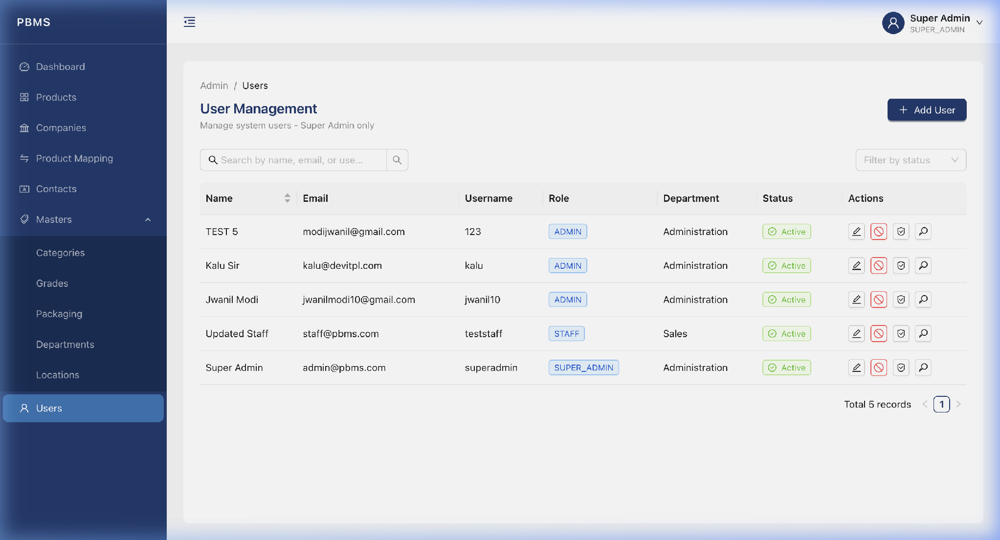 PBMS
Super Admin
SUPER_ADMIN
Dashboard
Products
Companies
Product Mapping
Contacts
Masters
Categories
Grades
Packaging
Departments
Locations
Users
Admin / Users
User Management
Manage system users - Super Admin only
+ Add User
Search by name, email, or use...
Filter by status
Name Email Username Role Department Status Actions
TEST 5 modijwanil@gmail.com 123 ADMIN Administration Active
Kalu Sir kalu@devitpl.com kalu ADMIN Administration Active
Jwanil Modi jwanilmodi10@gmail.com jwanil10 ADMIN Administration Active
Updated Staff staff@pbms.com teststaff STAFF Sales Active
Super Admin admin@pbms.com superadmin SUPER_ADMIN Administration Active
Total 5 records < 1 >